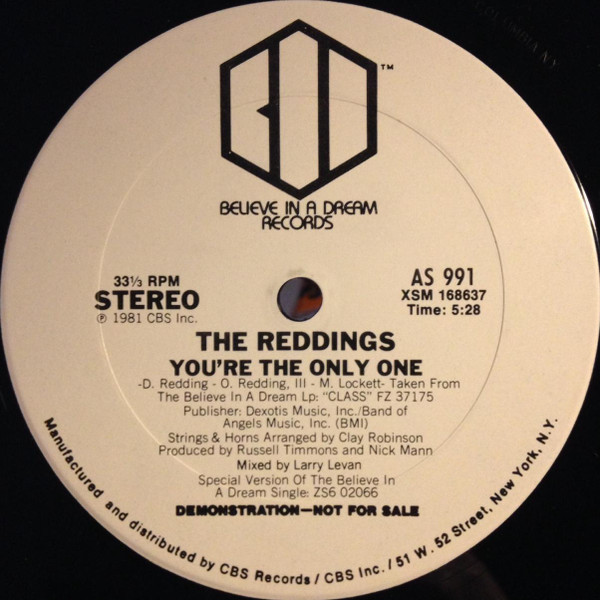 BID
TM
BELIEVE IN A DREAM
RECORDS
33⅓ RPM
STEREO
℗ 1981 CBS Inc.
AS 991
XSM 168637
Time: 5:28
THE REDDINGS
YOU'RE THE ONLY ONE
-D. Redding - O. Redding, III - M. Lockett- Taken From
The Believe In A Dream Lp: "CLASS" FZ 37175
Publisher: Dexotis Music, Inc./Band of
Angels Music, Inc. (BMI)
Strings & Horns Arranged by Clay Robinson
Produced by Russell Timmons and Nick Mann
Mixed by Larry Levan
Special Version Of The Believe In
A Dream Single: ZS6 02066
DEMONSTRATION—NOT FOR SALE
Manufactured and distributed by CBS Records / CBS Inc. / 51 W. 52 Street, New York, N.Y.